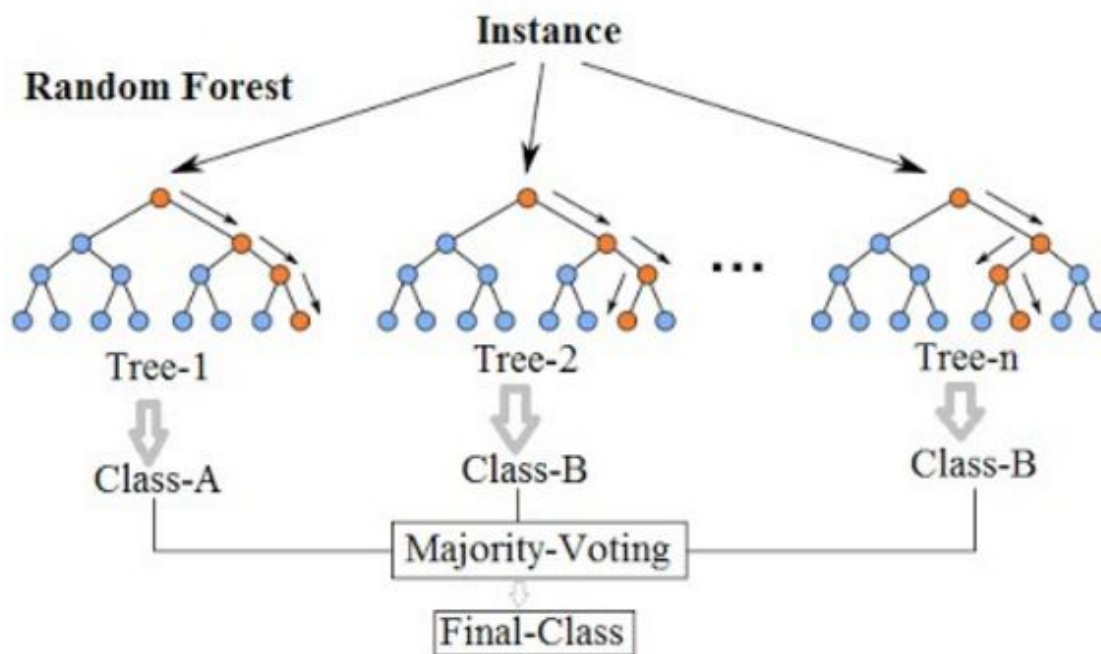 Instance
Random Forest
...
Tree-1
Tree-2
Tree-n
Class-A
Class-B
Class-B
Majority-Voting
Final-Class